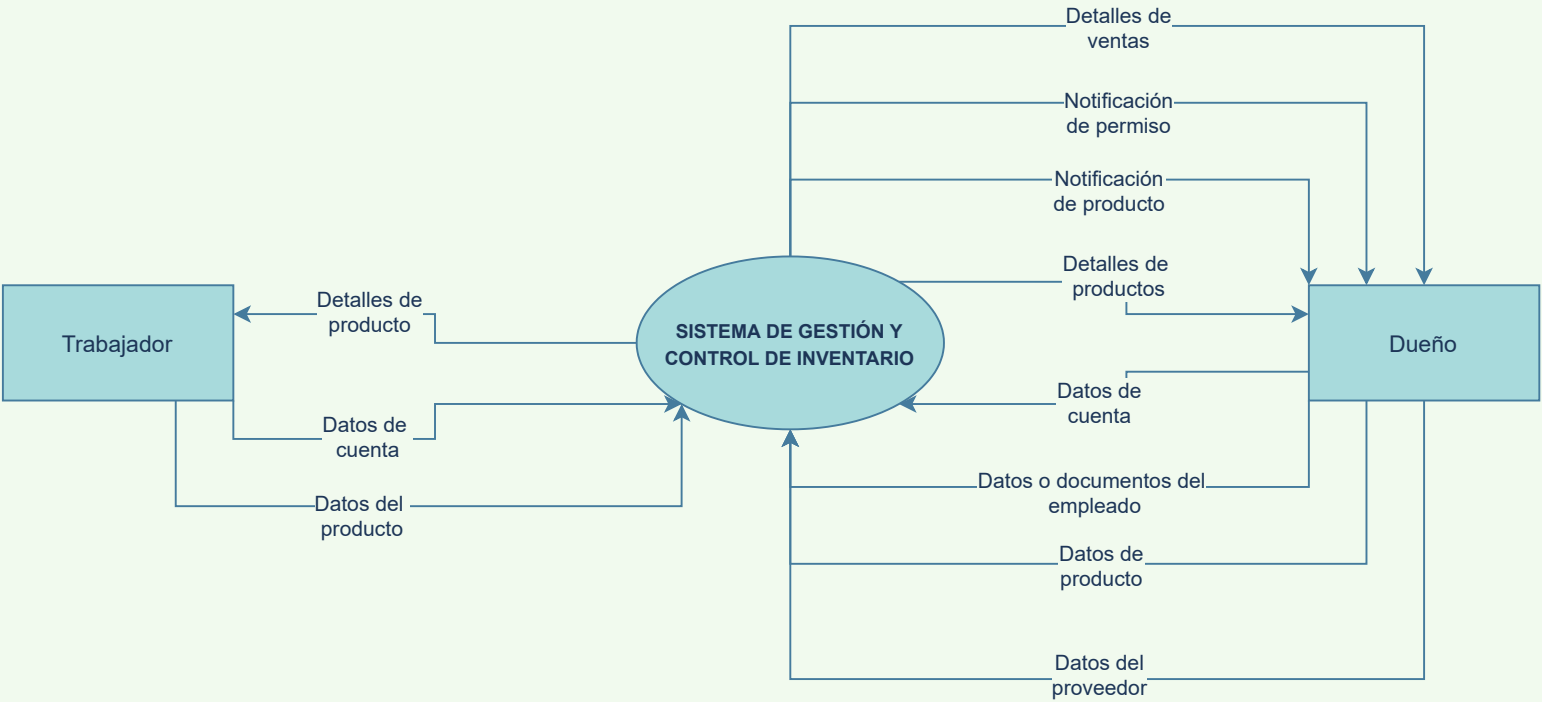 Detalles de
ventas
Notificación
de permiso
Notificación
de producto
Detalles de
productos
Detalles de
producto
Trabajador
SISTEMA DE GESTIÓN Y
CONTROL DE INVENTARIO
Dueño
Datos de
cuenta
Datos de
cuenta
Datos o documentos del
empleado
Datos del
producto
Datos de
producto
Datos del
proveedor